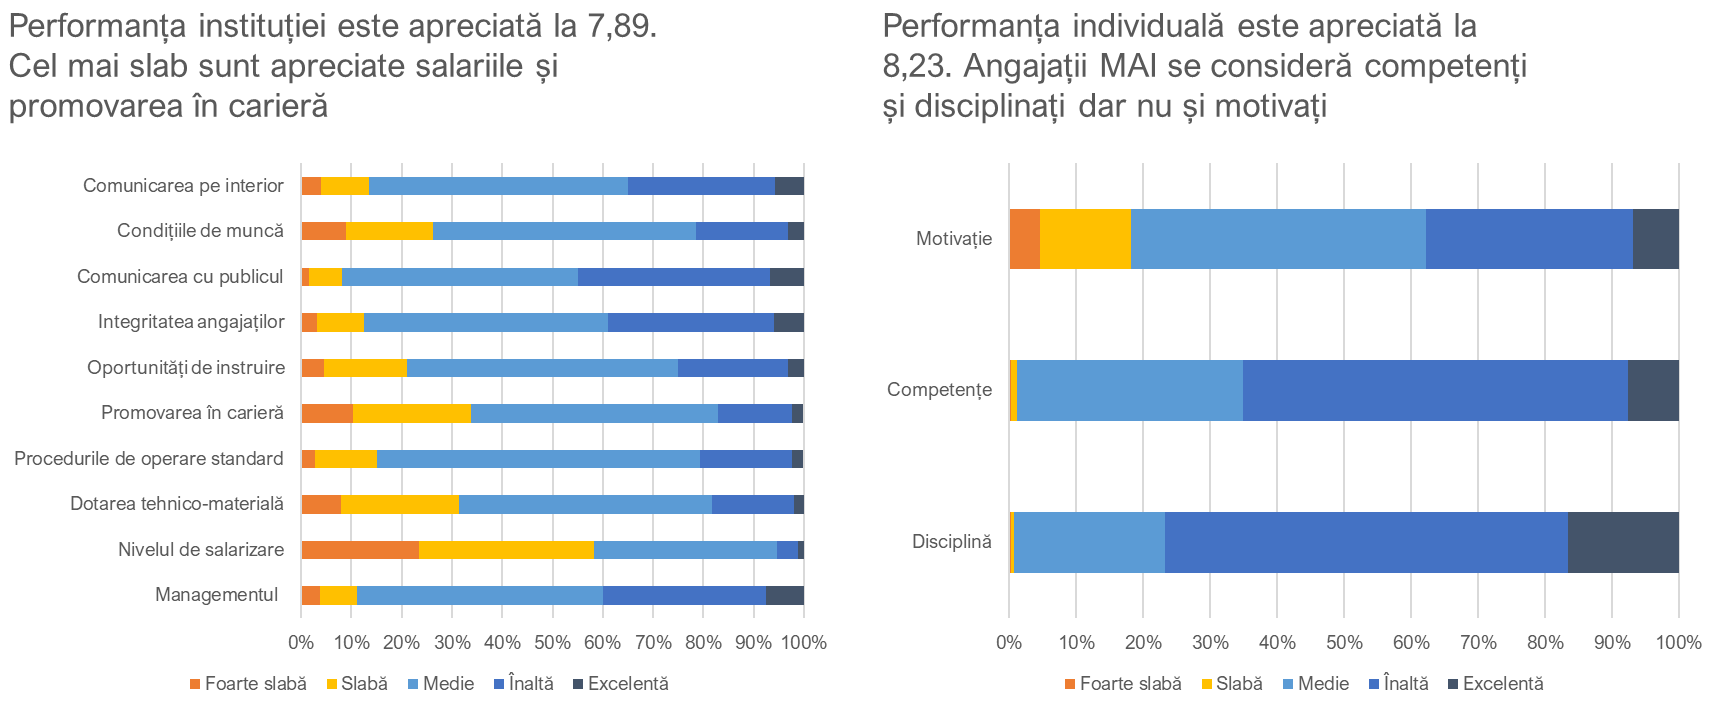 Performanța instituției este apreciată la 7,89.
Cel mai slab sunt apreciate salariile și
promovarea în carieră
Comunicarea pe interior
Condițiile de muncă
Comunicarea cu publicul
Integritatea angajaților
Oportunități de instruire
Promovarea în carieră
Procedurile de operare standard
Dotarea tehnico-materială
Nivelul de salarizare
Managementul
0% 10% 20% 30% 40% 50% 60% 70% 80% 90% 100%
Foarte slabă Slabă Medie Înaltă Excelentă
Performanța individuală este apreciată la
8,23. Angajații MAI se consideră competenți
și disciplinați dar nu și motivați
Motivație
Competențe
Disciplină
0% 10% 20% 30% 40% 50% 60% 70% 80% 90% 100%
Foarte slabă Slabă Medie Înaltă Excelentă